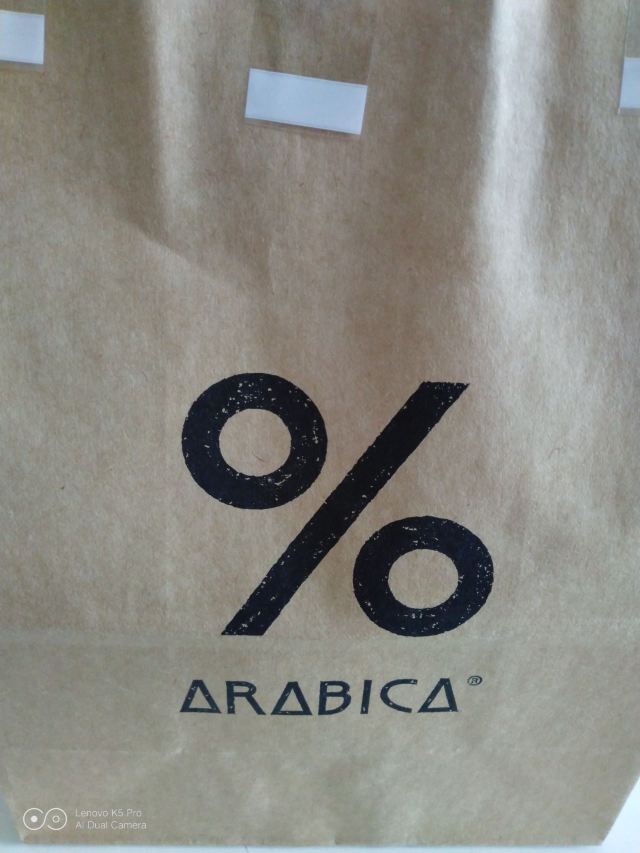 %
ARABICA®
Lenovo K5 Pro
AI Dual Camera